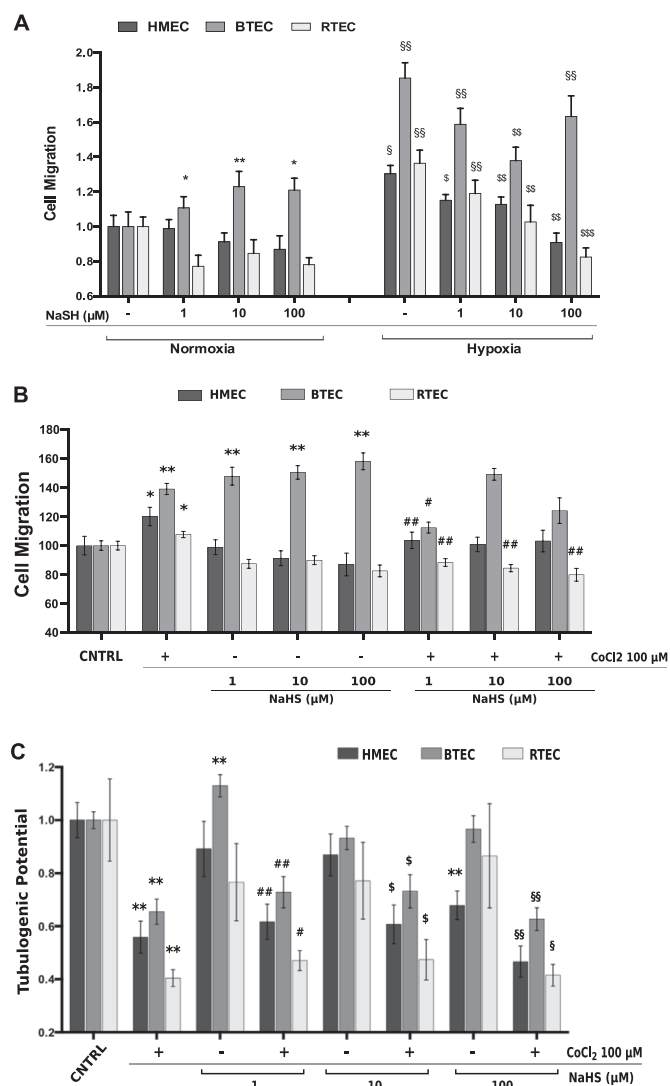 A
HMEC BTEC RTEC
Cell Migration
2.0
1.8
1.6
1.4
1.2
1.0
0.8
0.6
* ** * § §§ §§ $ §§ §§ $$ $$ $$ $$ §§ $$$
NaSH (µM) - 1 10 100 - 1 10 100
Normoxia Hypoxia
B
HMEC BTEC RTEC
Cell Migration
180
160
140
120
100
80
60
40
* ** * ** ** ** ## # ## ## ##
CNTRL + - - - + + + CoCl2 100 µM
1 10 100 1 10 100
NaHS (µM) NaHS (µM)
C
HMEC BTEC RTEC
Tubulogenic Potential
1.2
1.0
0.8
0.6
0.4
0.2
** ** ** ** ## ## # $ $ $ ** §§ §§ §
CNTRL + - + - + - + CoCl2 100 µM
1 10 100 NaHS (µM)